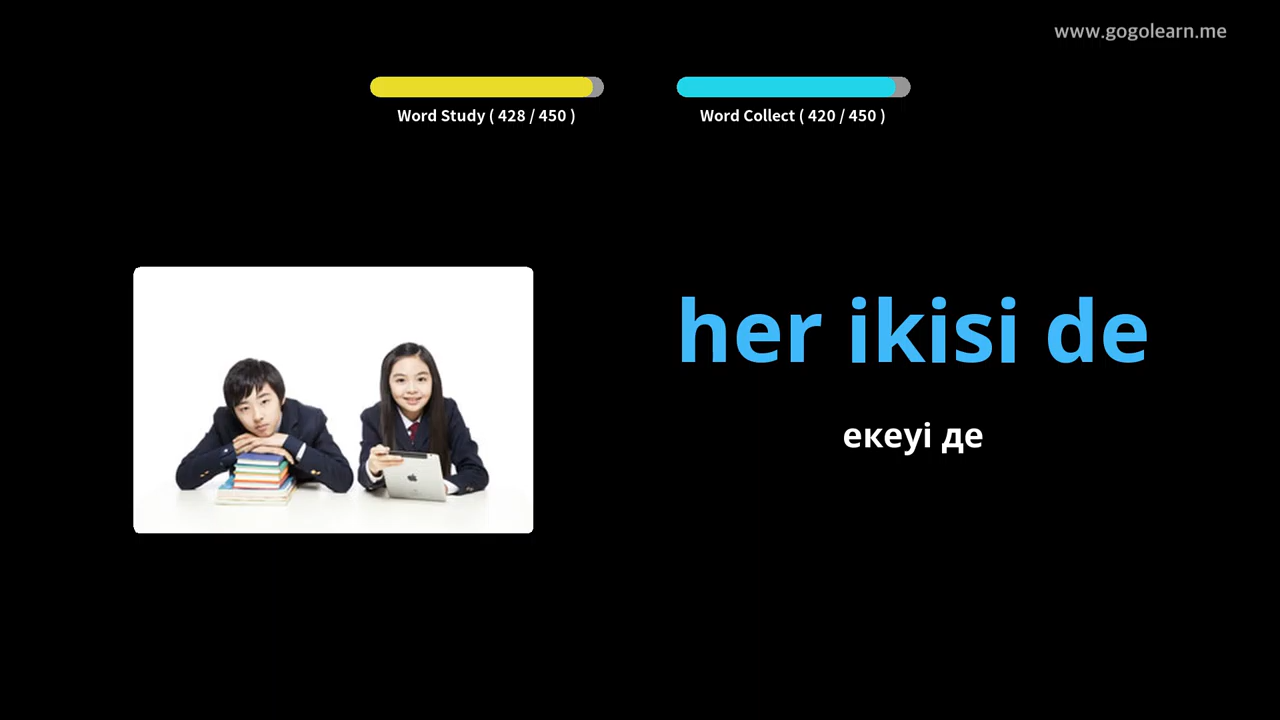 www.gogolearn.me
Word Study ( 428 / 450 )
Word Collect ( 420 / 450 )
her ikisi de
екеуі де